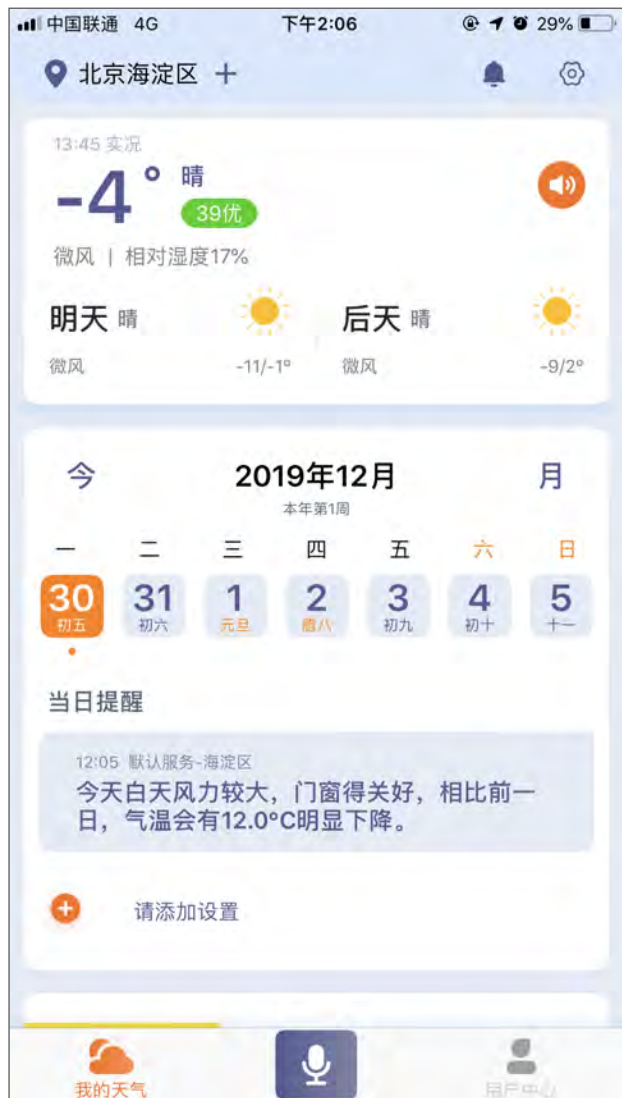 中国联通 4G 下午2:06 29%
北京海淀区
13:45 实况
-4° 晴
39优
微风 | 相对湿度17%
明天 晴 后天 晴
微风 -11/-1° 微风 -9/2°
今 2019年12月 月
本年第1周
一 二 三 四 五 六 日
30 31 1 2 3 4 5
初五 初六 元旦 腊八 初九 初十 十一
当日提醒
12:05 默认服务-海淀区
今天白天风力较大，门窗得关好，相比前一
日，气温会有12.0°C明显下降。
请添加设置
我的天气 用户中心